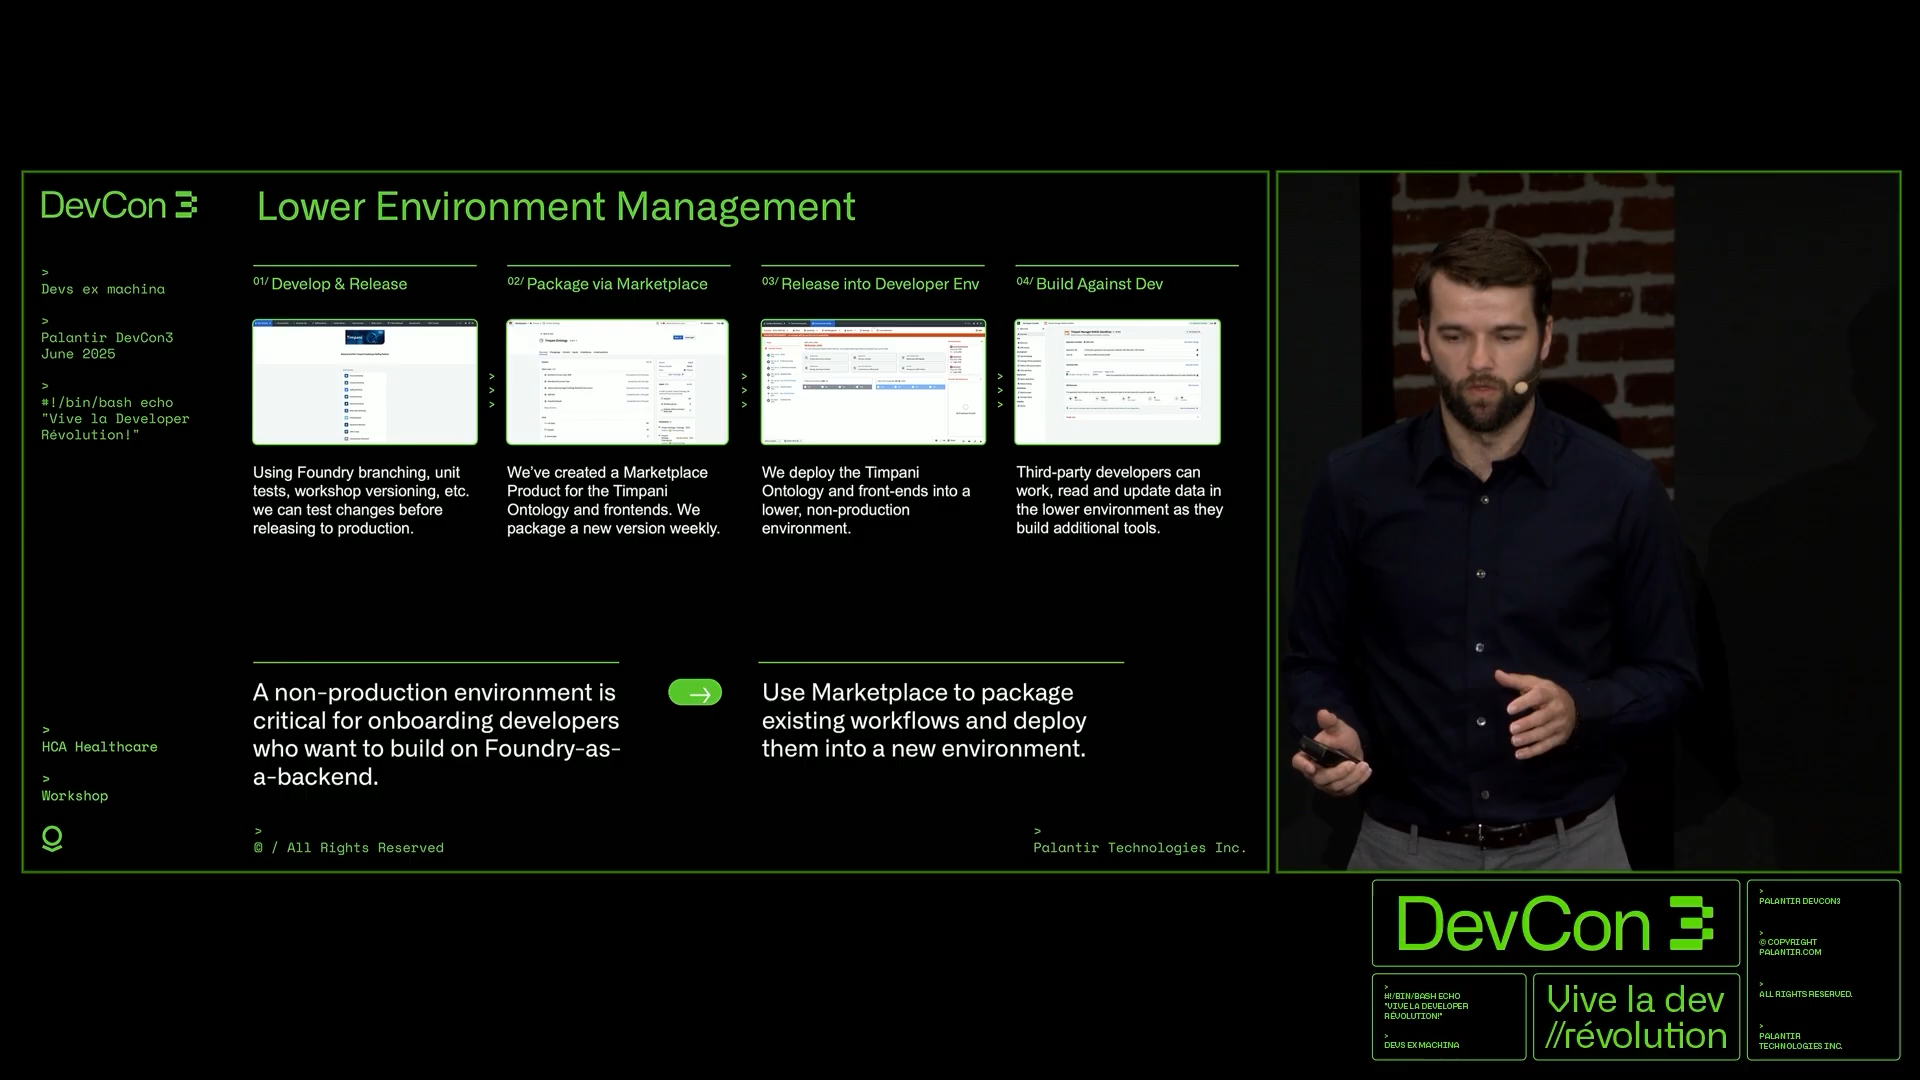 DevCon 3
Lower Environment Management
>
Devs ex machina
>
Palantir DevCon3
June 2025
>
#!/bin/bash echo
"Vive la Developer
Révolution!"
01/ Develop & Release
Using Foundry branching, unit
tests, workshop versioning, etc.
we can test changes before
releasing to production.
>
>
>
02/ Package via Marketplace
Timpani Ontology
We've created a Marketplace
Product for the Timpani
Ontology and frontends. We
package a new version weekly.
>
>
>
03/ Release into Developer Env
We deploy the Timpani
Ontology and front-ends into a
lower, non-production
environment.
>
>
>
04/ Build Against Dev
Third-party developers can
work, read and update data in
the lower environment as they
build additional tools.
A non-production environment is
critical for onboarding developers
who want to build on Foundry-as-
a-backend.
→
Use Marketplace to package
existing workflows and deploy
them into a new environment.
>
HCA Healthcare
>
Workshop
>
© / All Rights Reserved
>
Palantir Technologies Inc.
DevCon 3
>
#!/BIN/BASH ECHO
"VIVE LA DEVELOPER
RÉVOLUTION!"
>
DEVS EX MACHINA
Vive la dev
//révolution
>
PALANTIR DEVCON3
>
© COPYRIGHT
PALANTIR.COM
>
ALL RIGHTS RESERVED.
>
PALANTIR
TECHNOLOGIES INC.